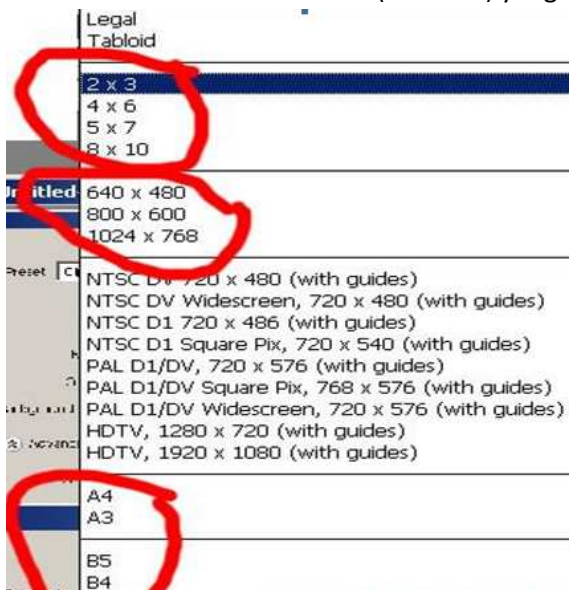 Legal
Tabloid
2 x 3
4 x 6
5 x 7
8 x 10
640 x 480
800 x 600
1024 x 768
Preset
NTSC DV 720 x 480 (with guides)
NTSC DV Widescreen, 720 x 480 (with guides)
NTSC D1 720 x 486 (with guides)
NTSC D1 Square Pix, 720 x 540 (with guides)
PAL D1/DV, 720 x 576 (with guides)
PAL D1/DV Square Pix, 768 x 576 (with guides)
PAL D1/DV Widescreen, 720 x 576 (with guides)
HDTV, 1280 x 720 (with guides)
HDTV, 1920 x 1080 (with guides)
A4
A3
B5
B4